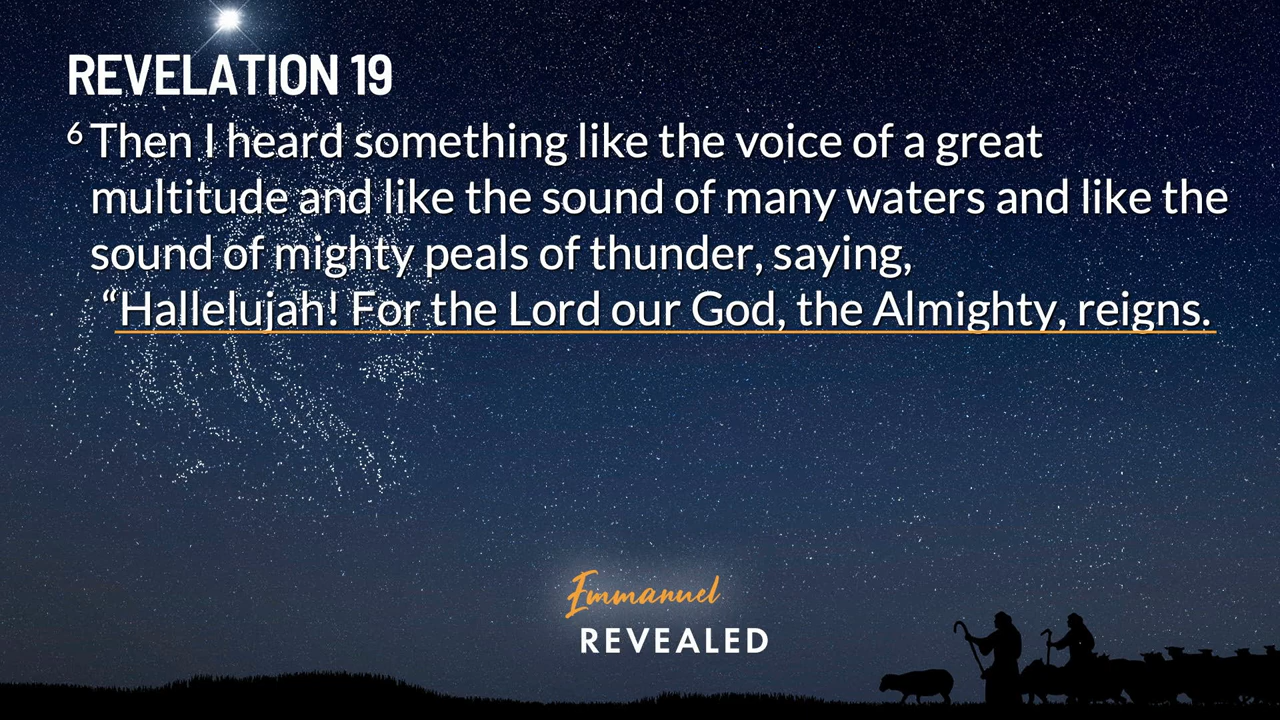 REVELATION 19
6 Then I heard something like the voice of a great
multitude and like the sound of many waters and like the
sound of mighty peals of thunder, saying,
“Hallelujah! For the Lord our God, the Almighty, reigns.
Emmanuel
REVEALED